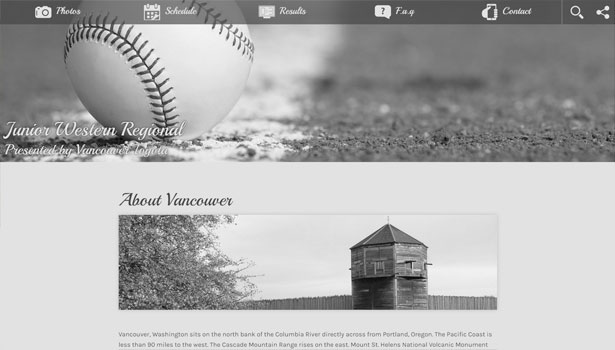 Photos Schedule Results F.a.q Contact
Junior Western Regional
Presented by Vancouver Toyota
About Vancouver
Vancouver, Washington sits on the north bank of the Columbia River directly across from Portland, Oregon. The Pacific Coast is
less than 90 miles to the west. The Cascade Mountain Range rises on the east. Mount St. Helens National Volcanic Monument